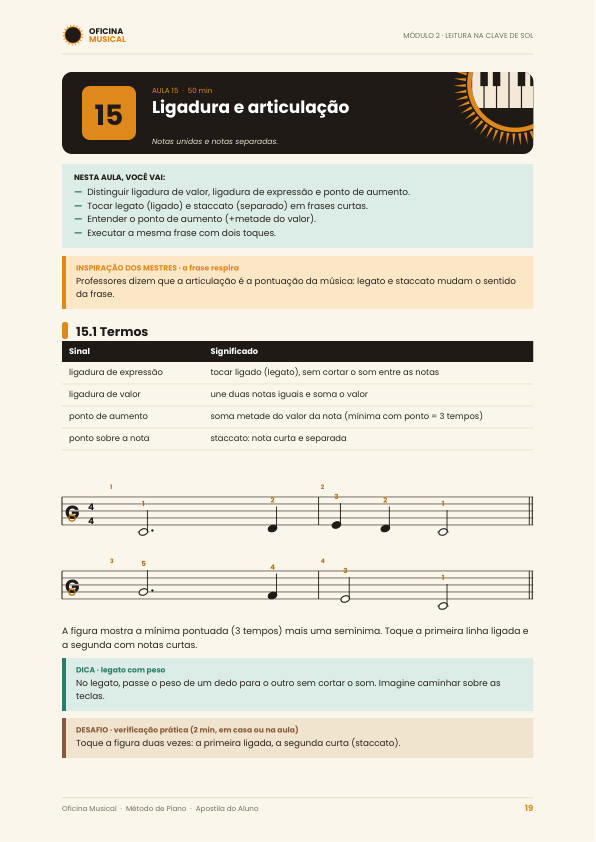 OFICINA
MUSICAL
MÓDULO 2 · LEITURA NA CLAVE DE SOL
15
AULA 15 · 50 min
Ligadura e articulação
Notas unidas e notas separadas.
NESTA AULA, VOCÊ VAI:
— Distinguir ligadura de valor, ligadura de expressão e ponto de aumento.
— Tocar legato (ligado) e staccato (separado) em frases curtas.
— Entender o ponto de aumento (+metade do valor).
— Executar a mesma frase com dois toques.
INSPIRAÇÃO DOS MESTRES · a frase respira
Professores dizem que a articulação é a pontuação da música: legato e staccato mudam o sentido
da frase.
15.1 Termos
Sinal Significado
ligadura de expressão tocar ligado (legato), sem cortar o som entre as notas
ligadura de valor une duas notas iguais e soma o valor
ponto de aumento soma metade do valor da nota (mínima com ponto = 3 tempos)
ponto sobre a nota staccato: nota curta e separada
1 2
1 2 3 2 1
G 4
4
3 4
5 4 3 1
G
A figura mostra a mínima pontuada (3 tempos) mais uma semínima. Toque a primeira linha ligada e
a segunda com notas curtas.
DICA · legato com peso
No legato, passe o peso de um dedo para o outro sem cortar o som. Imagine caminhar sobre as
teclas.
DESAFIO · verificação prática (2 min, em casa ou na aula)
Toque a figura duas vezes: a primeira ligada, a segunda curta (staccato).
Oficina Musical · Método de Piano · Apostila do Aluno
19